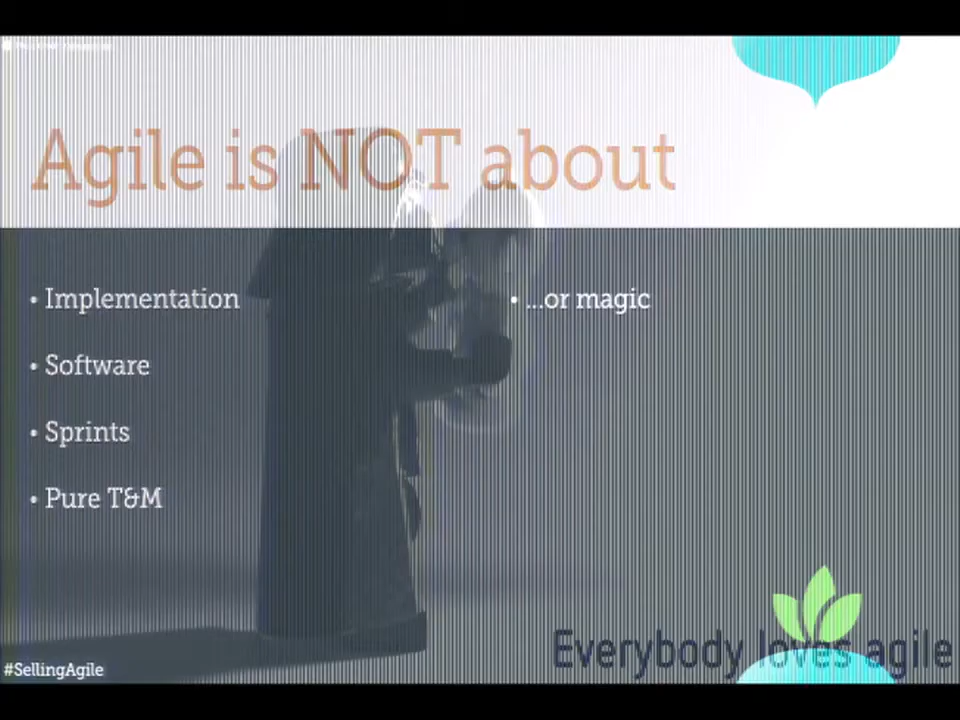 Agile is NOT about
• Implementation
• Software
• Sprints
• Pure T&M
• ...or magic
Everybody loves agile
#SellingAgile